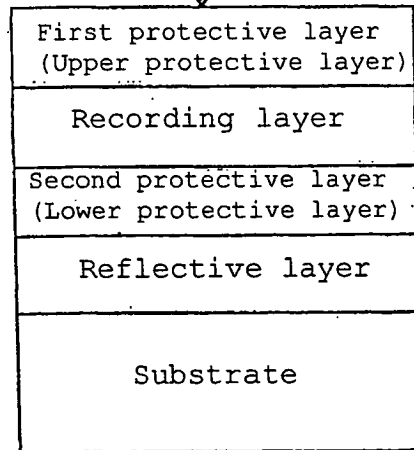 First protective layer
(Upper protective layer)
Recording layer
Second protective layer
(Lower protective layer)
Reflective layer
Substrate